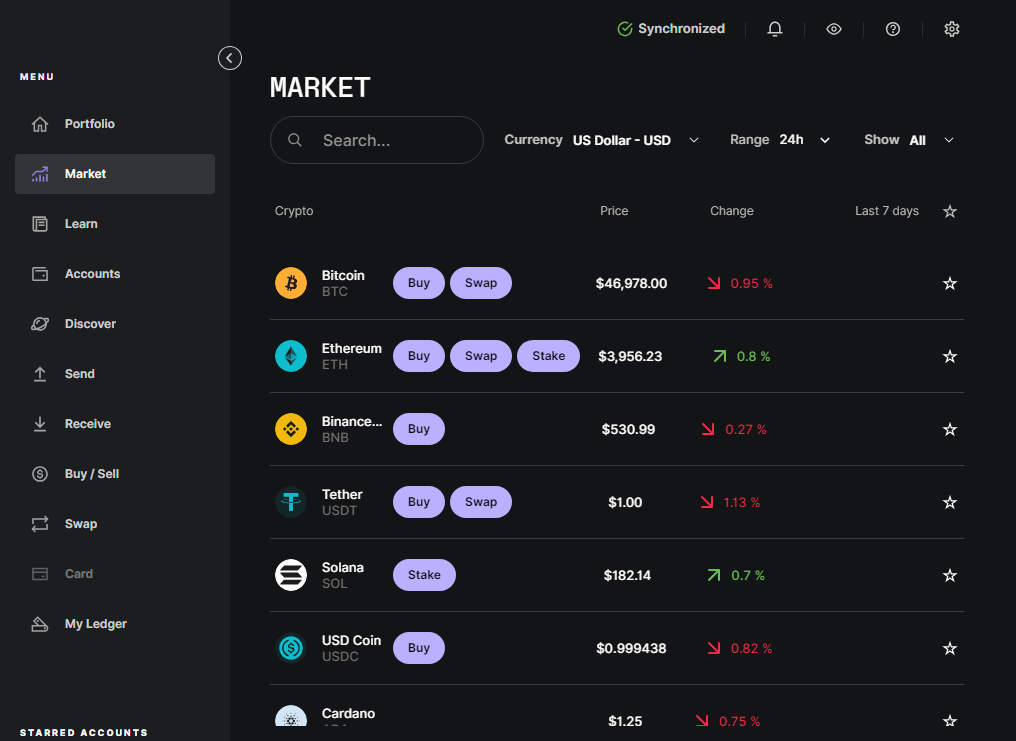 Synchronized
MENU
Portfolio
Market
Learn
Accounts
Discover
Send
Receive
Buy / Sell
Swap
Card
My Ledger
STARRED ACCOUNTS
MARKET
Search...
Currency US Dollar - USD Range 24h Show All
Crypto Price Change Last 7 days
Bitcoin
BTC
Buy Swap $46,978.00 0.95 %
Ethereum
ETH
Buy Swap Stake $3,956.23 0.8 %
Binance...
BNB
Buy $530.99 0.27 %
Tether
USDT
Buy Swap $1.00 1.13 %
Solana
SOL
Stake $182.14 0.7 %
USD Coin
USDC
Buy $0.999438 0.82 %
Cardano
$1.25 0.75 %